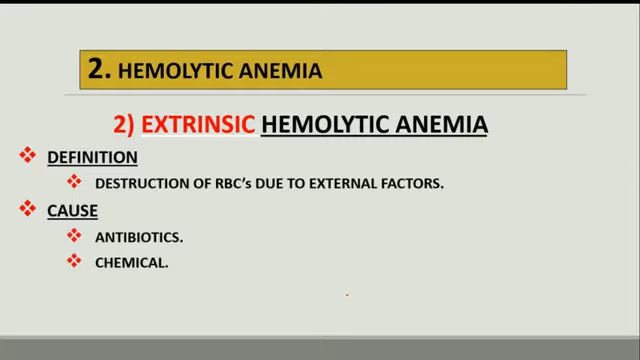 2. HEMOLYTIC ANEMIA
2) EXTRINSIC HEMOLYTIC ANEMIA
DEFINITION
DESTRUCTION OF RBC's DUE TO EXTERNAL FACTORS.
CAUSE
ANTIBIOTICS.
CHEMICAL.